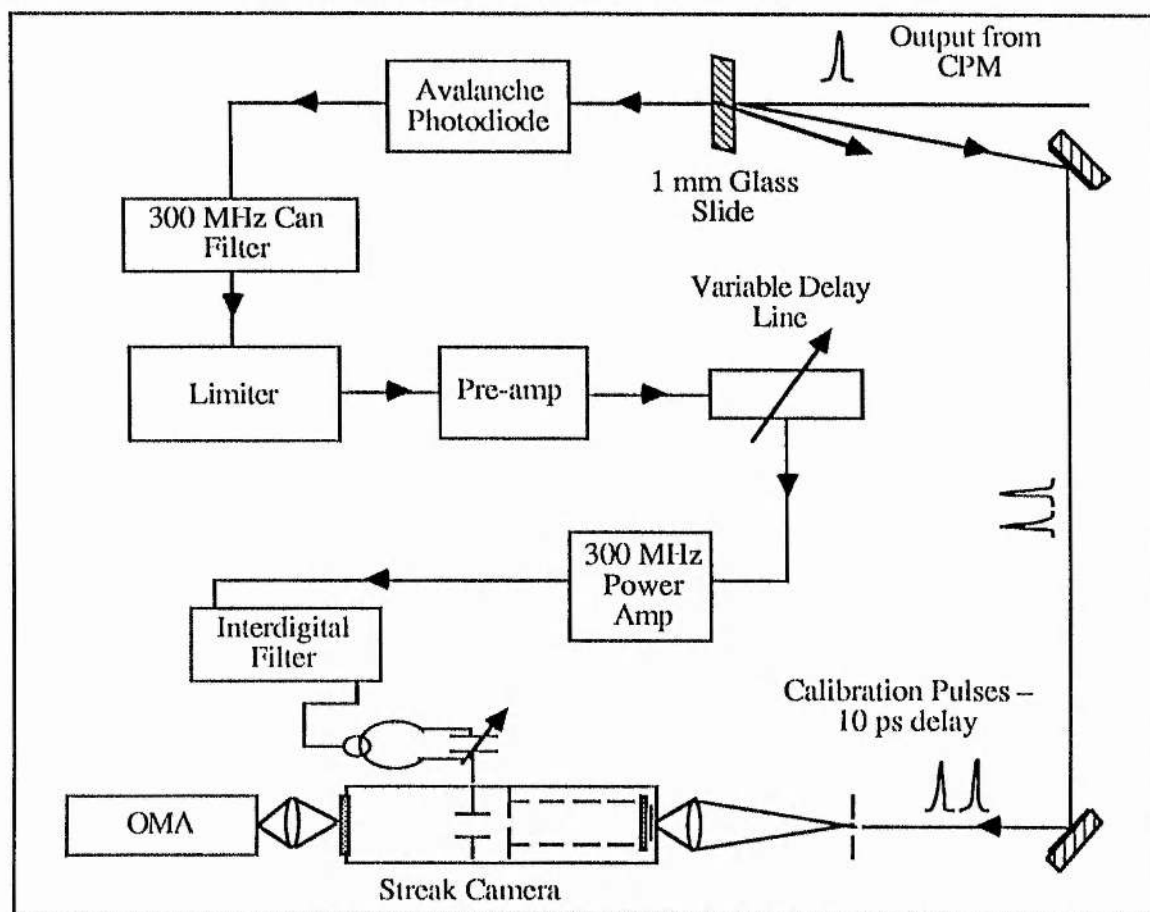 Output from
CPM
Avalanche
Photodiode
1 mm Glass
Slide
300 MHz Can
Filter
Variable Delay
Line
Limiter
Pre-amp
300 MHz
Power
Amp
Interdigital
Filter
Calibration Pulses –
10 ps delay
OMA
Streak Camera